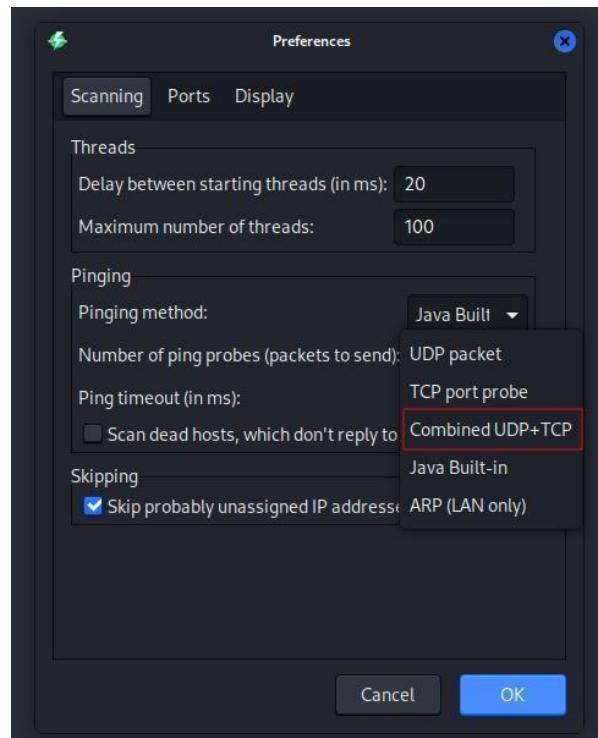 Preferences
Scanning Ports Display
Threads
Delay between starting threads (in ms): 20
Maximum number of threads: 100
Pinging
Pinging method: Java Built
Number of ping probes (packets to send):
UDP packet
TCP port probe
Ping timeout (in ms):
Combined UDP+TCP
Scan dead hosts, which don't reply to
Java Built-in
Skipping
ARP (LAN only)
Skip probably unassigned IP addresse
Cancel OK